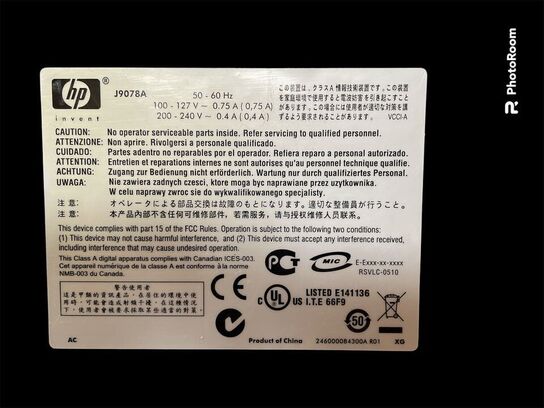 hp
invent
J9078A
50 - 60 Hz
100 - 127 V ~ 0.75 A ( 0,75 A )
200 - 240 V ~ 0.4 A ( 0,4 A )
この装置は、クラスA情報技術装置です。この装置
を家庭環境で使用すると電波妨害を引き起こすこと
があります。この場合には使用者が適切な対策を講
ずるよう要求されることがあります。 VCCI-A
CAUTION: No operator serviceable parts inside. Refer servicing to qualified personnel.
ATTENZIONE: Non aprire. Rivolgersi a personale qualificado.
CUIDADO: Partes no reparables por el operador. Refiera reparo a personal autorizado.
ATTENTION: Entretien et reparations internes ne sont autorises qu'au personnel technique qualifie.
ACHTUNG: Zugang zur Bedienung nicht erförderlich. Wartung nur durch qualifiziertes Personal.
UWAGA: Nie zawiera zadnych czesci, ktore moga byc naprawiane przez uzytkownika.
W celu naprawy zwroc sie do wykwalifikowanego specjalisty.
注意: オペレータによる部品交換はできません。適切な整備員が行うこと。
注意: 本产品内部不含任何可维修部件，若需服务，请与授权维修人员联系。
This device complies with part 15 of the FCC Rules. Operation is subject to the following two conditions:
(1) This device may not cause harmful interference, and (2) This device must accept any interference received,
including interference that may cause undesired operation.
This Class A digital apparatus complies with Canadian ICES-003.
Cet appareil numérique de la classe A est conforme à la norme
NMB-003 du Canada.
MIC
E-Exxx-xx-xxxx
RSVLC-0510
警告使用者
這是甲類的資訊產品，在居住的環境中使
用時，可能會造成射頻干擾，在這種情況
下，使用者會被要求採取某些適當的對策
CE
c UL us
LISTED E141136
I.T.E 66F9
50
AC
Product of China
246000084300A R01
XG
PhotoRoom